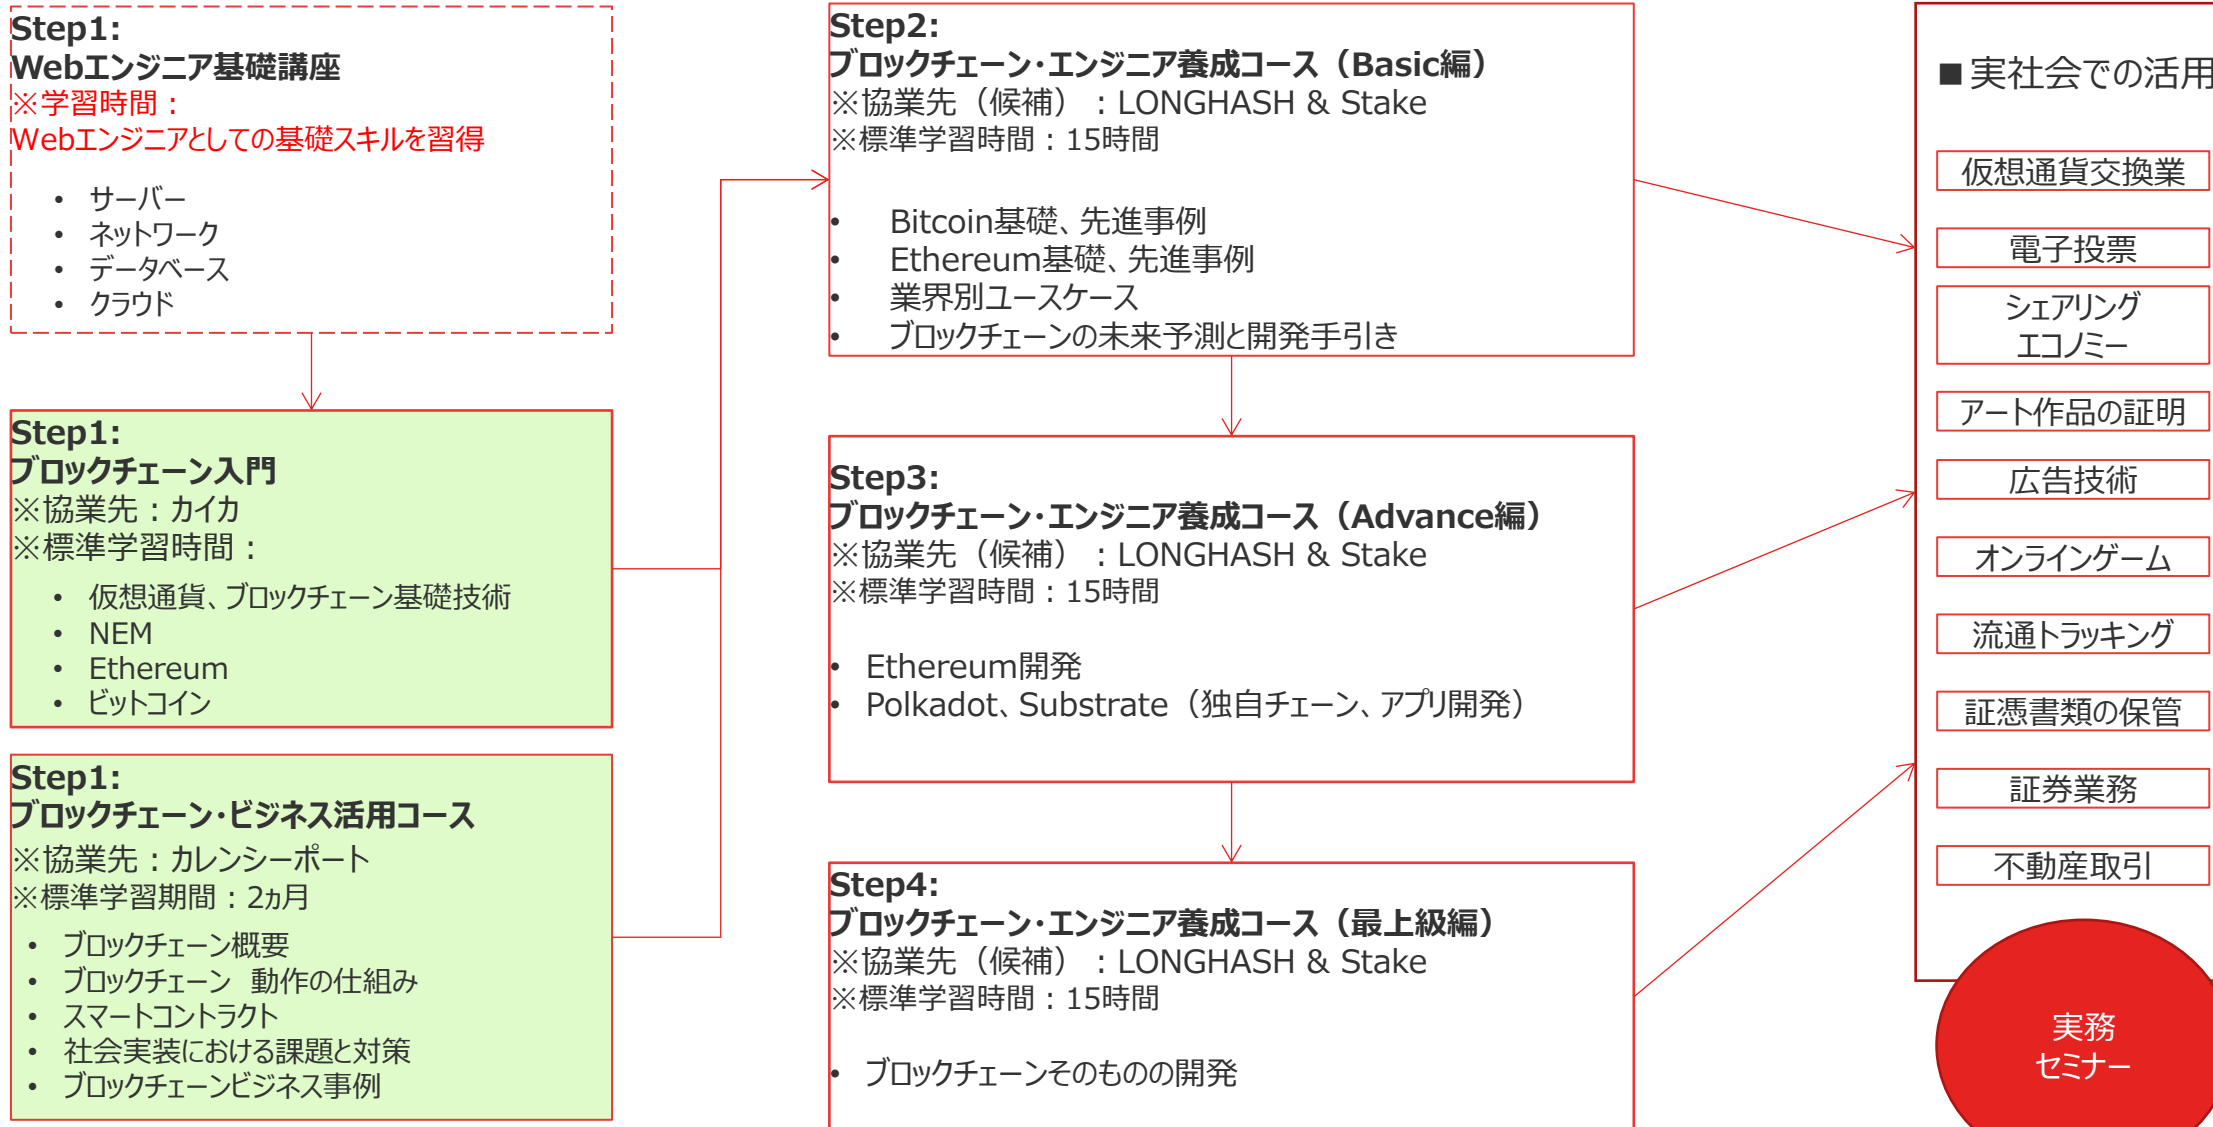 Step1:
Webエンジニア基礎講座
※学習時間：
Webエンジニアとしての基礎スキルを習得
• サーバー
• ネットワーク
• データベース
• クラウド
Step1:
ブロックチェーン入門
※協業先：カイカ
※標準学習時間：
• 仮想通貨、ブロックチェーン基礎技術
• NEM
• Ethereum
• ビットコイン
Step1:
ブロックチェーン・ビジネス活用コース
※協業先：カレンシーポート
※標準学習期間：2ヵ月
• ブロックチェーン概要
• ブロックチェーン　動作の仕組み
• スマートコントラクト
• 社会実装における課題と対策
• ブロックチェーンビジネス事例
Step2:
ブロックチェーン・エンジニア養成コース（Basic編）
※協業先（候補）：LONGHASH & Stake
※標準学習時間：15時間
• Bitcoin基礎、先進事例
• Ethereum基礎、先進事例
• 業界別ユースケース
• ブロックチェーンの未来予測と開発手引き
Step3:
ブロックチェーン・エンジニア養成コース（Advance編）
※協業先（候補）：LONGHASH & Stake
※標準学習時間：15時間
• Ethereum開発
• Polkadot、Substrate（独自チェーン、アプリ開発）
Step4:
ブロックチェーン・エンジニア養成コース（最上級編）
※協業先（候補）：LONGHASH & Stake
※標準学習時間：15時間
• ブロックチェーンそのものの開発
■実社会での活用
仮想通貨交換業
電子投票
シェアリング
エコノミー
アート作品の証明
広告技術
オンラインゲーム
流通トラッキング
証憑書類の保管
証券業務
不動産取引
実務
セミナー